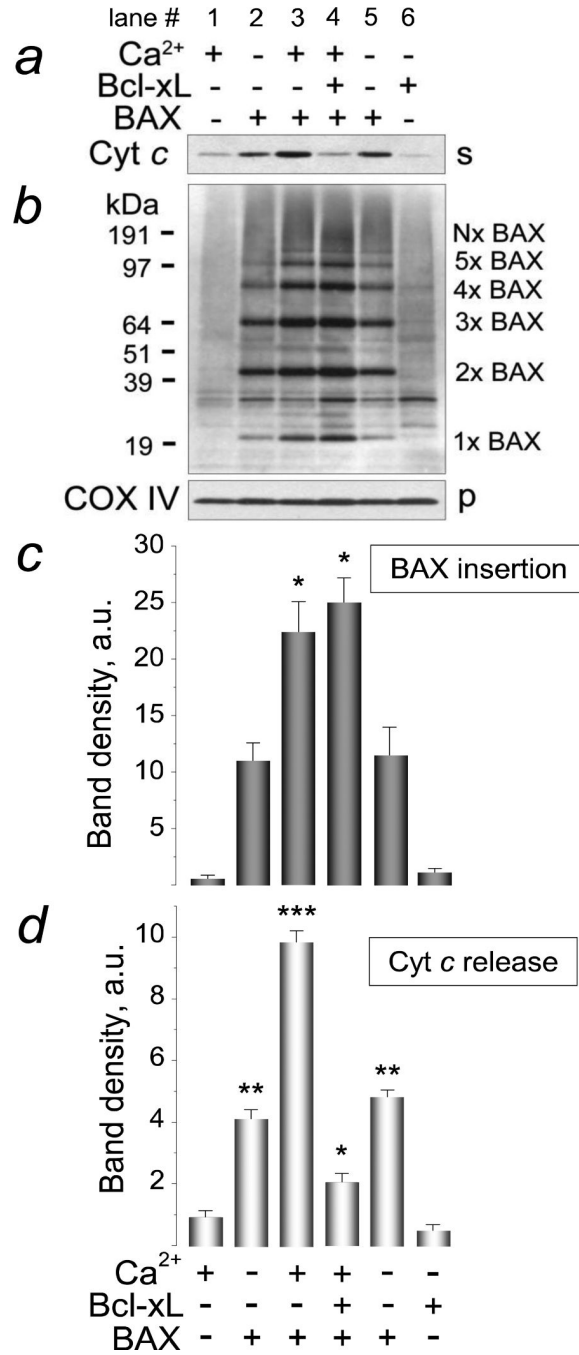 lane # 1 2 3 4 5 6
a Ca2+ + - + + - -
Bcl-xL - - - + - +
BAX - + + + + -
Cyt c s
b kDa
191 Nx BAX
97 5x BAX
4x BAX
64 3x BAX
51
39 2x BAX
19 1x BAX
COX IV p
c
30
25
20
15
10
5
Band density, a.u.
* *
BAX insertion
d
10
8
6
4
2
Band density, a.u.
** *** * **
Cyt c release
Ca2+ + - + + - -
Bcl-xL - - - + - +
BAX - + + + + -